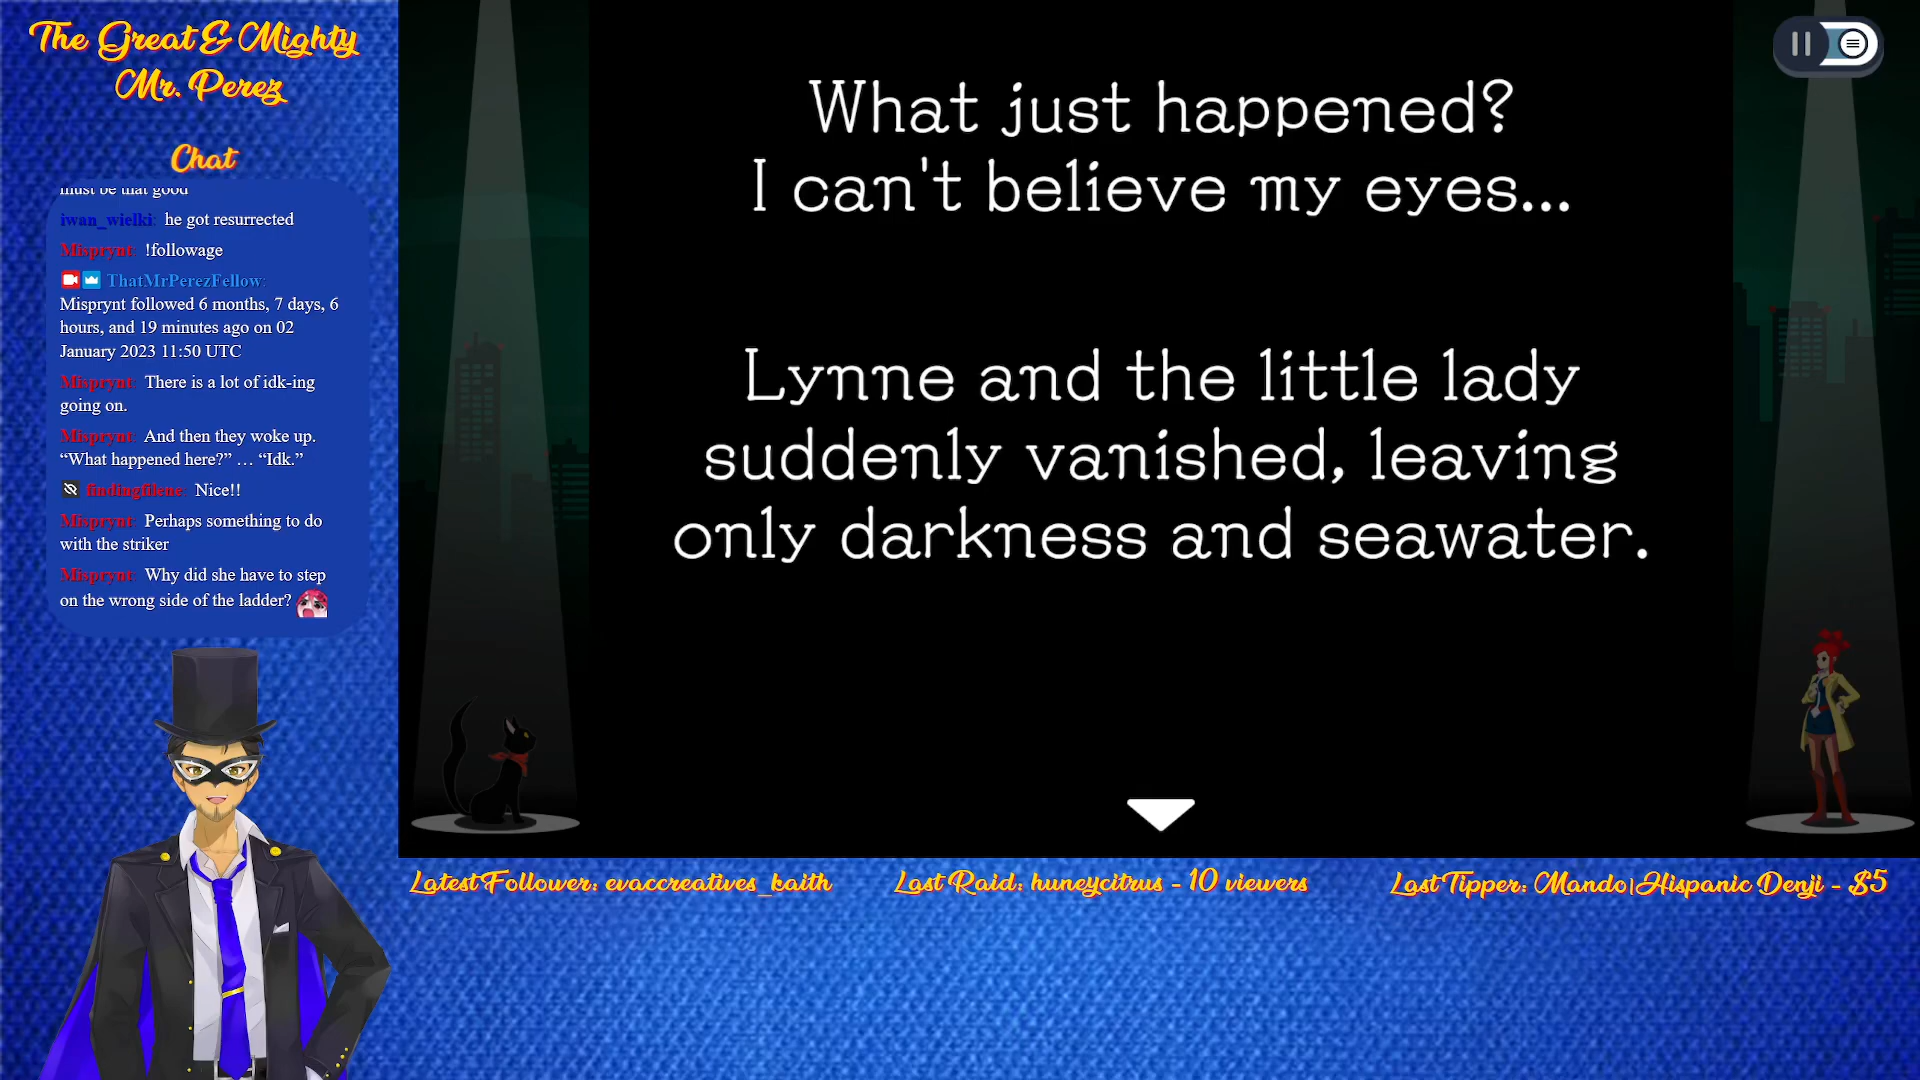 The Great & Mighty
Mr. Perez
Chat
must be that good
iwan_wielki: he got resurrected
Misprynt: !followage
ThatMrPerezFellow:
Misprynt followed 6 months, 7 days, 6
hours, and 19 minutes ago on 02
January 2023 11:50 UTC
Misprynt: There is a lot of idk-ing
going on.
Misprynt: And then they woke up.
“What happened here?” … “Idk.”
findingfilene: Nice!!
Misprynt: Perhaps something to do
with the striker
Misprynt: Why did she have to step
on the wrong side of the ladder?
What just happened?
I can't believe my eyes...
Lynne and the little lady
suddenly vanished, leaving
only darkness and seawater.
Latest Follower: evaccreatives_kaith
Last Raid: huneycitrus - 10 viewers
Last Tipper: Mando|Hispanic Denji - $5